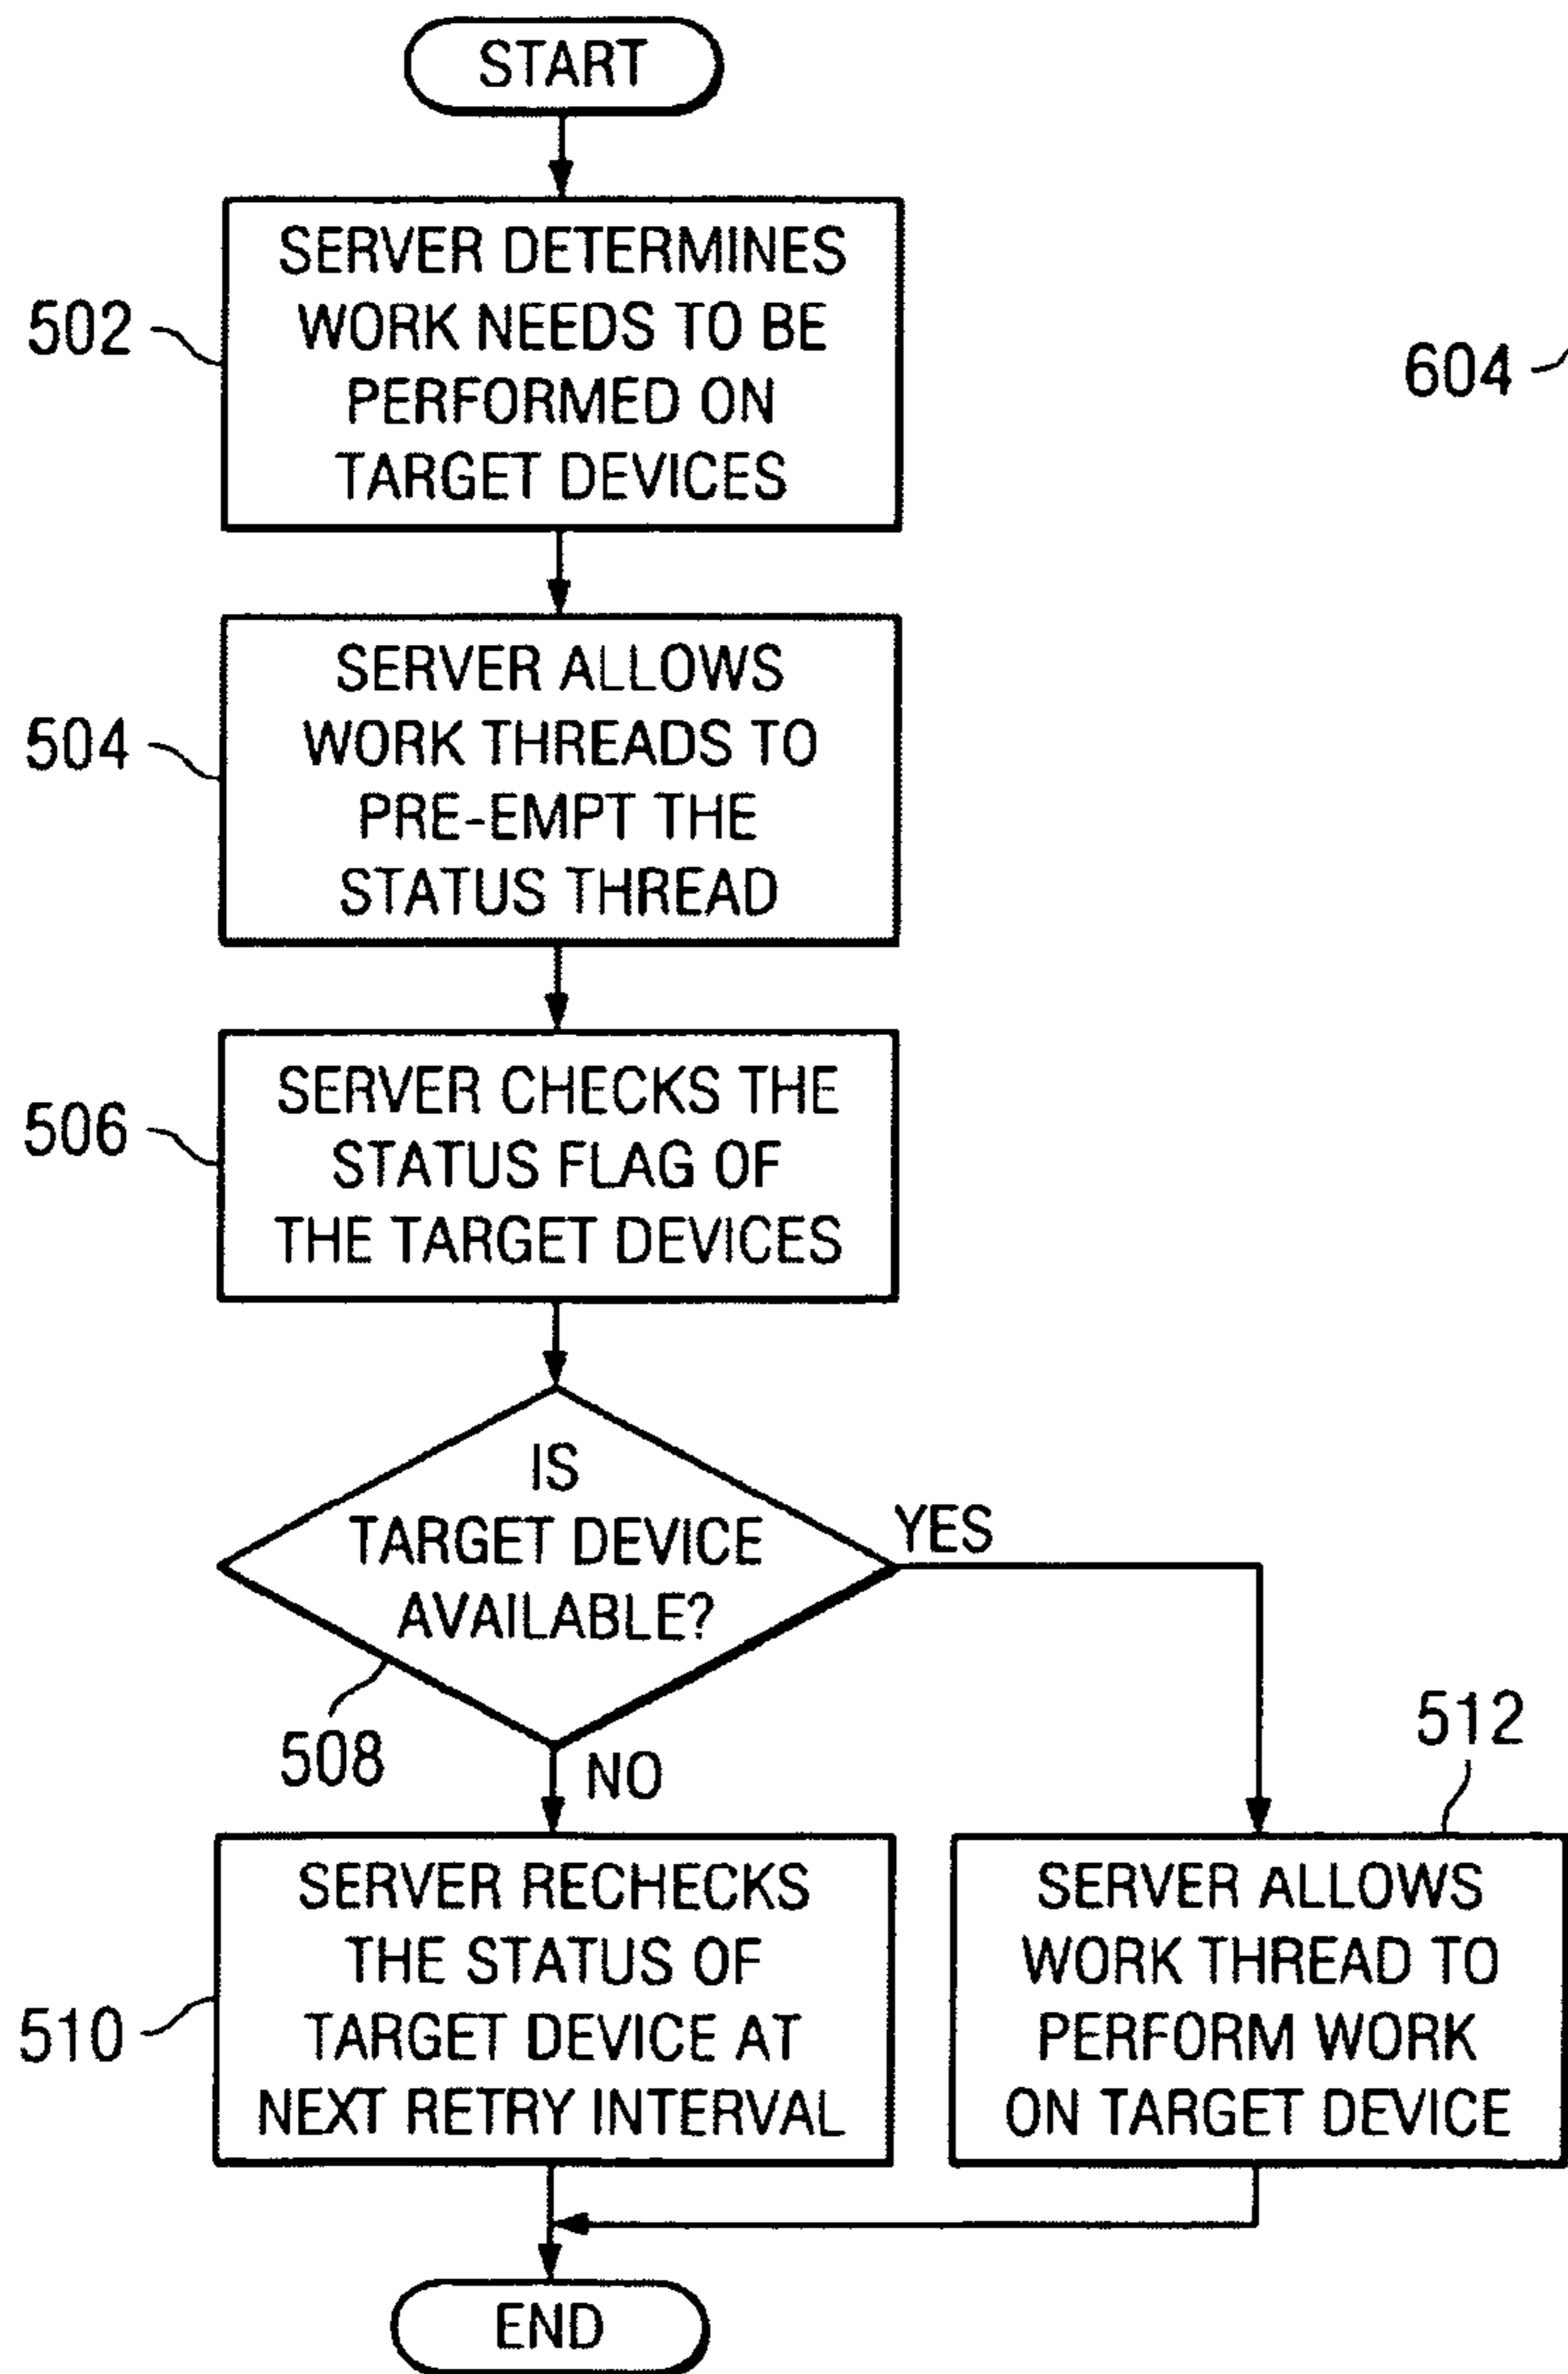 START
SERVER DETERMINES
WORK NEEDS TO BE
PERFORMED ON
TARGET DEVICES
502
604
SERVER ALLOWS
WORK THREADS TO
PRE-EMPT THE
STATUS THREAD
504
SERVER CHECKS THE
STATUS FLAG OF
THE TARGET DEVICES
506
IS
TARGET DEVICE
AVAILABLE?
YES
508
NO
512
SERVER RECHECKS
THE STATUS OF
TARGET DEVICE AT
NEXT RETRY INTERVAL
510
SERVER ALLOWS
WORK THREAD TO
PERFORM WORK
ON TARGET DEVICE
END